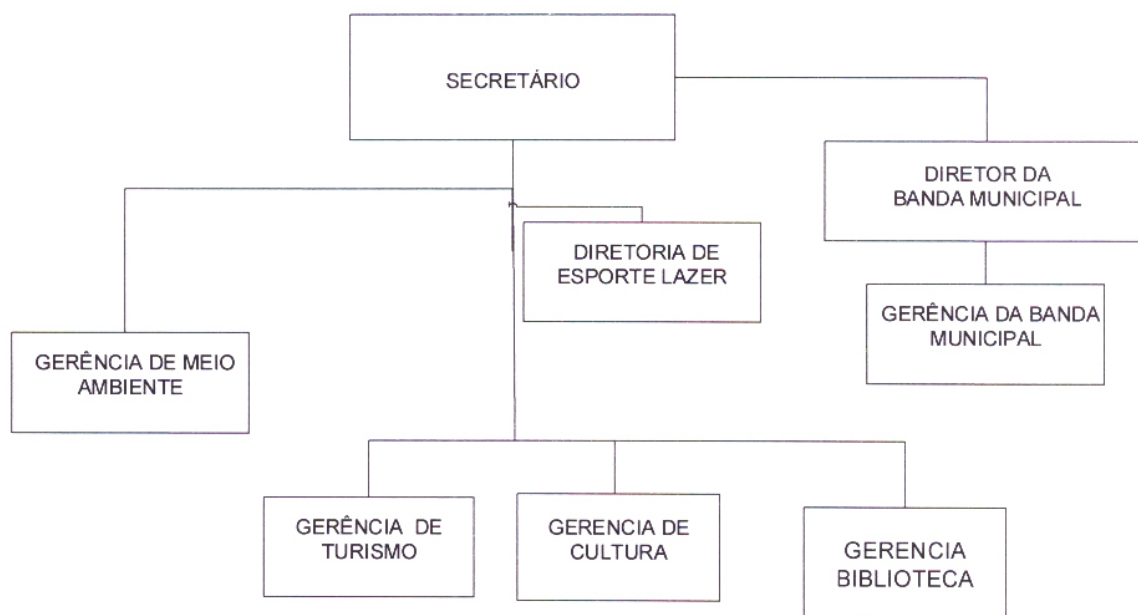 SECRETÁRIO
DIRETOR DA
BANDA MUNICIPAL
DIRETORIA DE
ESPORTE LAZER
GERÊNCIA DA BANDA
MUNICIPAL
GERÊNCIA DE MEIO
AMBIENTE
GERÊNCIA DE
TURISMO
GERENCIA DE
CULTURA
GERENCIA
BIBLIOTECA